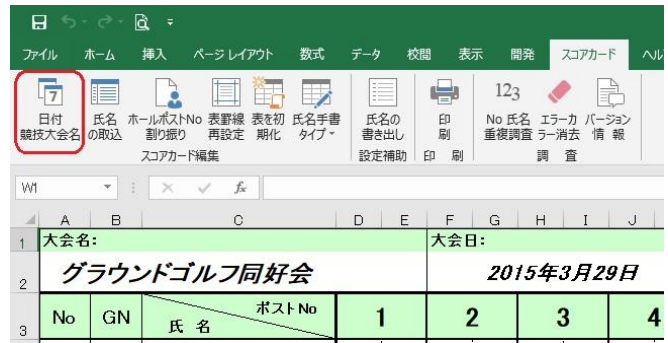 ファイル ホーム 挿入 ページ レイアウト 数式 データ 校閲 表示 開発 スコアカード
7 123
日付 氏名 ホールポストNo 表罫線 表を初 氏名手書 氏名の 印 No 氏名 エラーカ バージョン
競技大会名 の取込 割り振り 再設定 期化 タイプ 書き出し 刷 重複調査 ラー消去 情 報
スコアカード編集 設定補助 印 刷 調 査
W1 fx
A B C D E F G H I J
1 大会名: 大会日:
2 グラウンドゴルフ同好会 2015年3月29日
ポストNo
3 No GN 氏 名 1 2 3 4